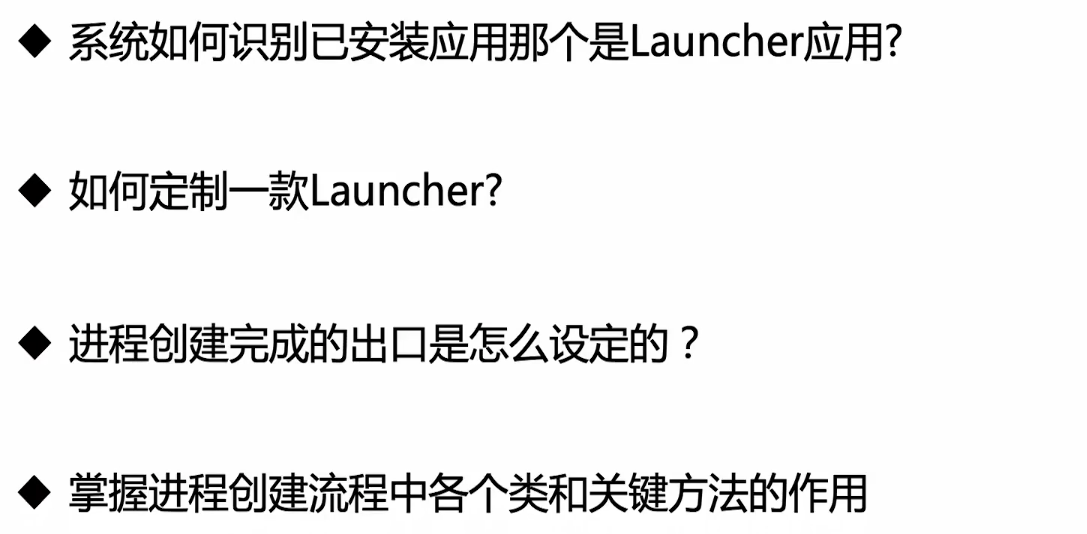 ◆ 系统如何识别已安装应用那个是Launcher应用?
◆ 如何定制一款Launcher?
◆ 进程创建完成的出口是怎么设定的？
◆ 掌握进程创建流程中各个类和关键方法的作用